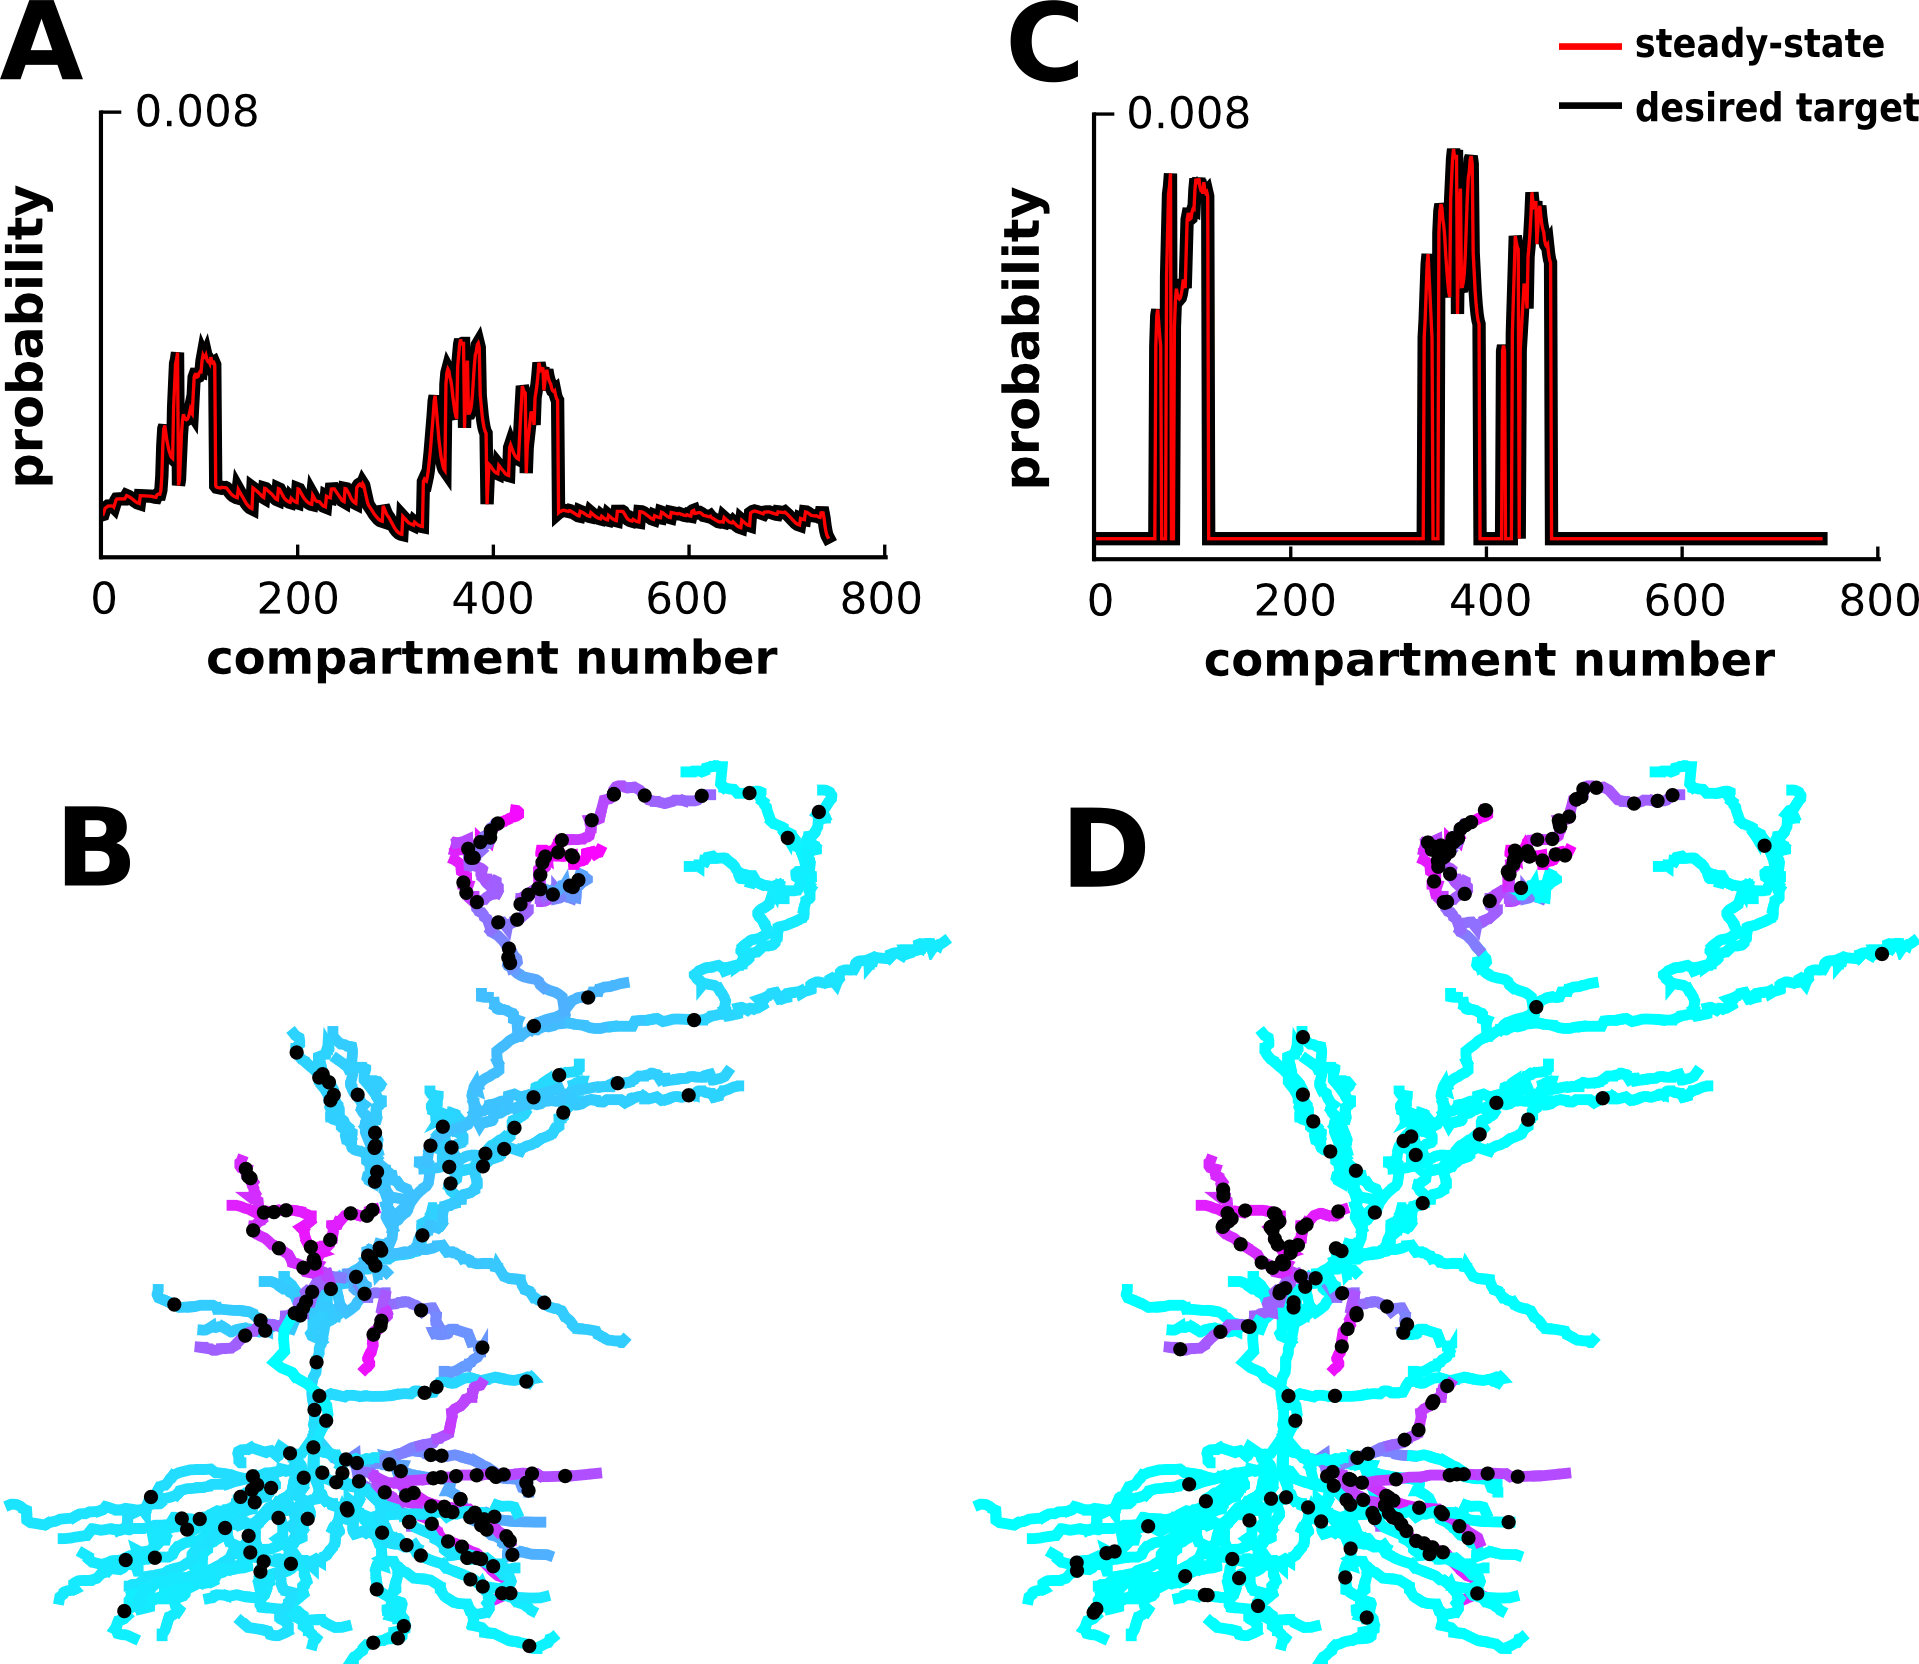 A
0.008
probability
0 200 400 600 800
compartment number
C
steady-state
desired target
0.008
probability
0 200 400 600 800
compartment number
B
D